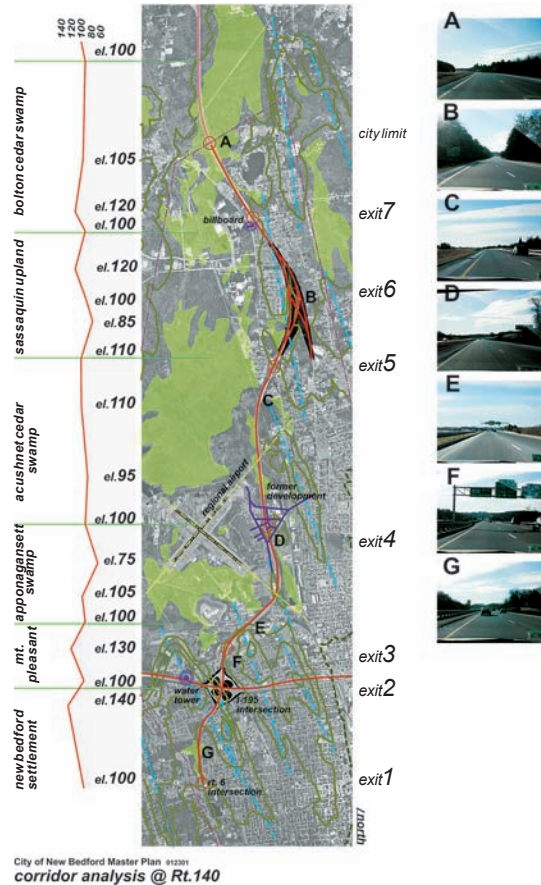 140
120
100
80
60
el.100
bolton cedar swamp
el.105
el.120
el.100
sassaquin upland
el.120
el.100
el.85
el.110
acushnet cedar
swamp
el.110
el.95
el.100
apponagansett
swamp
el.75
el.105
el.100
mt.
pleasant
el.130
el.100
new bedford
settlement
el.140
el.100
A
billboard
B
C
regional airport
former
development
D
E
F
water
tower
I-195
intersection
G
rt. 6
intersection
north
city limit
exit7
exit6
exit5
exit4
exit3
exit2
exit1
A
B
C
D
E
F
G
City of New Bedford Master Plan 012301
corridor analysis @ Rt.140